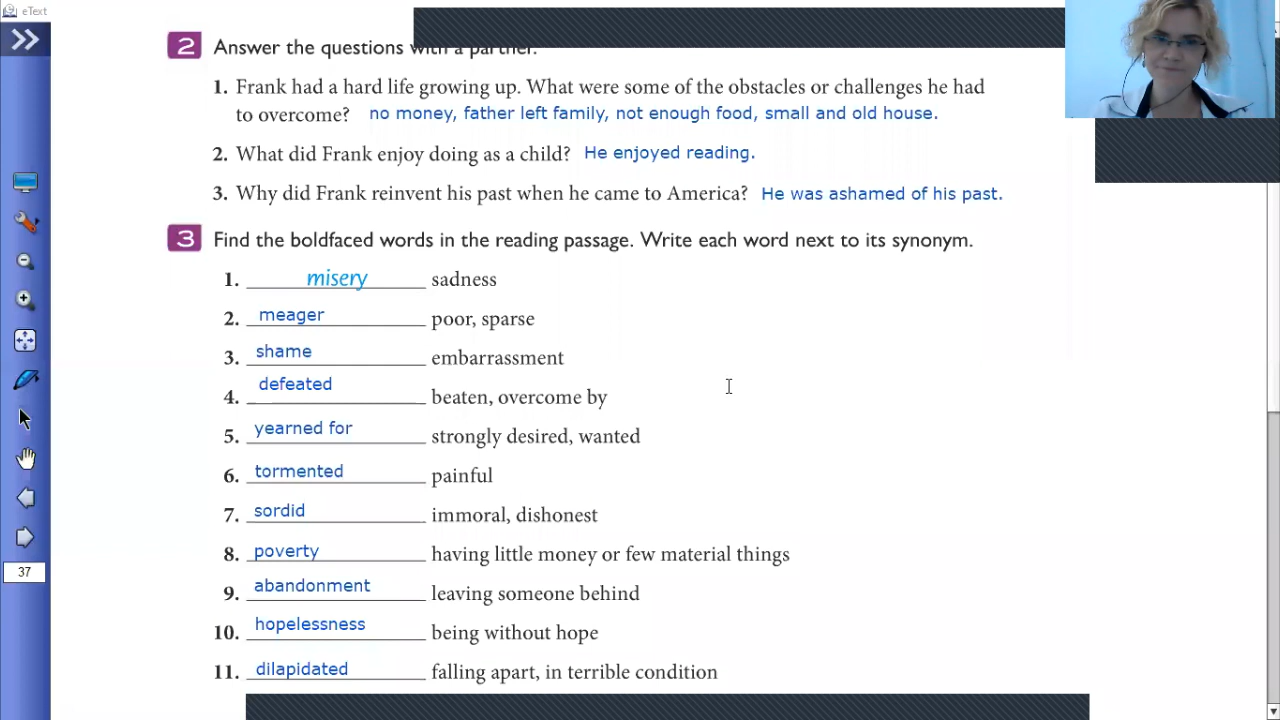 eText
2 Answer the questions with a partner.
1. Frank had a hard life growing up. What were some of the obstacles or challenges he had
to overcome? no money, father left family, not enough food, small and old house.
2. What did Frank enjoy doing as a child? He enjoyed reading.
3. Why did Frank reinvent his past when he came to America? He was ashamed of his past.
3 Find the boldfaced words in the reading passage. Write each word next to its synonym.
1. misery sadness
2. meager poor, sparse
3. shame embarrassment
4. defeated beaten, overcome by
5. yearned for strongly desired, wanted
6. tormented painful
7. sordid immoral, dishonest
8. poverty having little money or few material things
37
9. abandonment leaving someone behind
10. hopelessness being without hope
11. dilapidated falling apart, in terrible condition